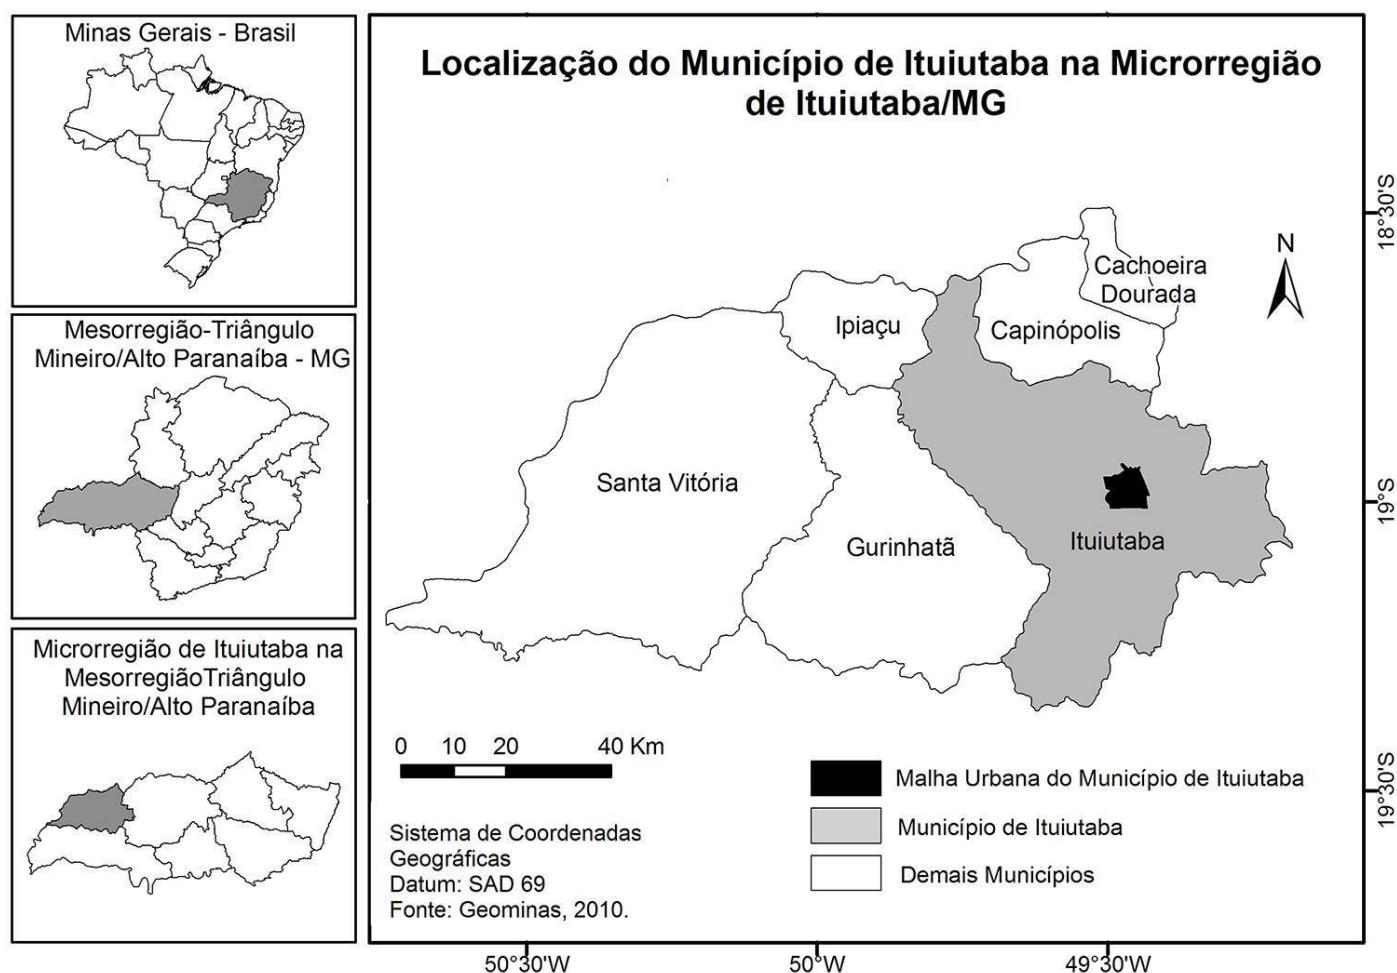 Minas Gerais - Brasil
Mesorregião-Triângulo
Mineiro/Alto Paranaíba - MG
Microrregião de Ituiutaba na
MesorregiãoTriângulo
Mineiro/Alto Paranaíba
Localização do Município de Ituiutaba na Microrregião
de Ituiutaba/MG
18°30'S
N
Cachoeira
Dourada
Ipiaçu
Capinópolis
Santa Vitória
19°S
Gurinhatã
Ituiutaba
0 10 20 40 Km
19°30'S
Malha Urbana do Município de Ituiutaba
Município de Ituiutaba
Demais Municípios
Sistema de Coordenadas
Geográficas
Datum: SAD 69
Fonte: Geominas, 2010.
50°30'W
50°W
49°30'W